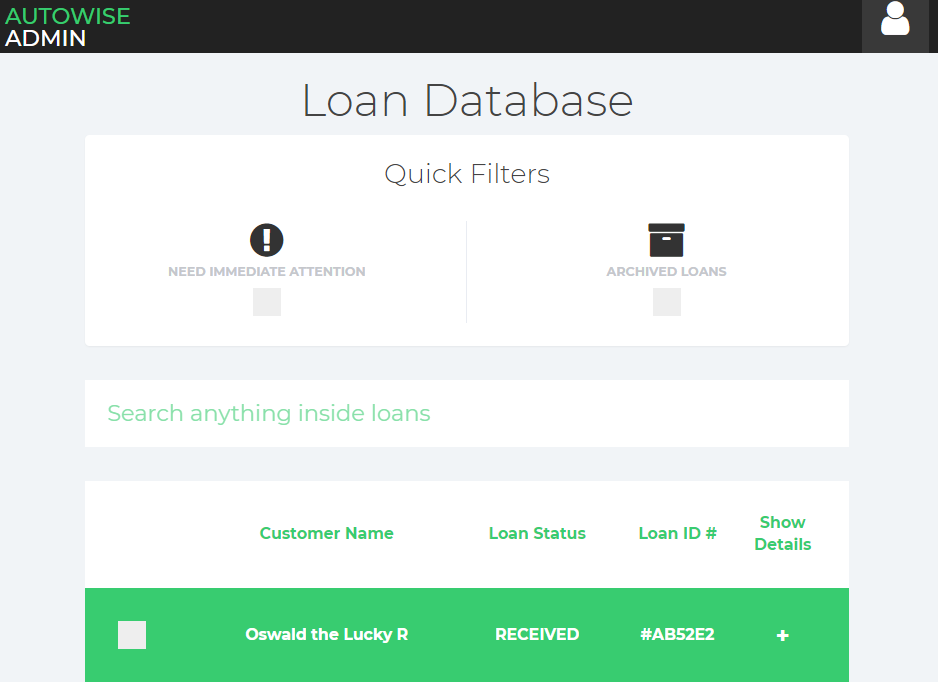 AUTOWISE
ADMIN
Loan Database
Quick Filters
NEED IMMEDIATE ATTENTION
ARCHIVED LOANS
Search anything inside loans
Customer Name
Loan Status
Loan ID #
Show
Details
Oswald the Lucky R
RECEIVED
#AB52E2
+